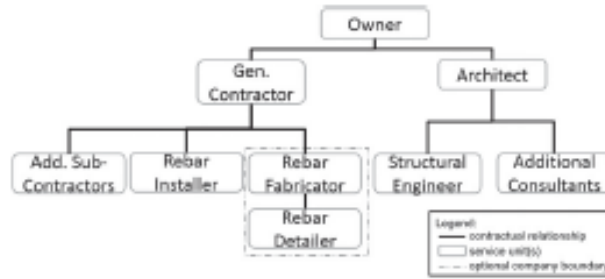 Owner
Gen.
Contractor
Architect
Add. Sub-
Contractors
Rebar
Installer
Rebar
Fabricator
Structural
Engineer
Additional
Consultants
Rebar
Detailer
Legend:
contractual relationship
service unit(s)
optional company boundary